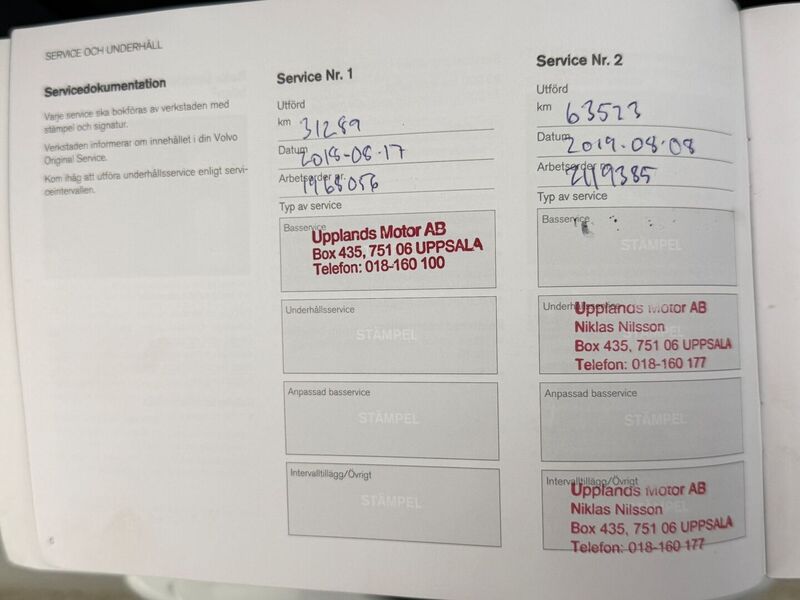 SERVICE OCH UNDERHÅLL
Servicedokumentation
Varje service ska bokföras av verkstaden med
stämpel och signatur.
Verkstaden informerar om innehållet i din Volvo
Original Service.
Kom ihåg att utföra underhållsservice enligt servi-
ceintervallen.
6
Service Nr. 1
Utförd
km 31289
Datum 2018-08-17
Arbetsorder nr. 1968056
Typ av service
Basservice
Upplands Motor AB
Box 435, 751 06 UPPSALA
Telefon: 018-160 100
Underhållsservice
STÄMPEL
Anpassad basservice
STÄMPEL
Intervalltillägg/Övrigt
STÄMPEL
Service Nr. 2
Utförd
km 63523
Datum 2019-08-08
Arbetsorder nr. 2119385
Typ av service
Basservice
STÄMPEL
Underhållsservice
Upplands Motor AB
Niklas Nilsson
Box 435, 751 06 UPPSALA
Telefon: 018-160 177
Anpassad basservice
STÄMPEL
Intervalltillägg/Övrigt
Upplands Motor AB
Niklas Nilsson
Box 435, 751 06 UPPSALA
Telefon: 018-160 177